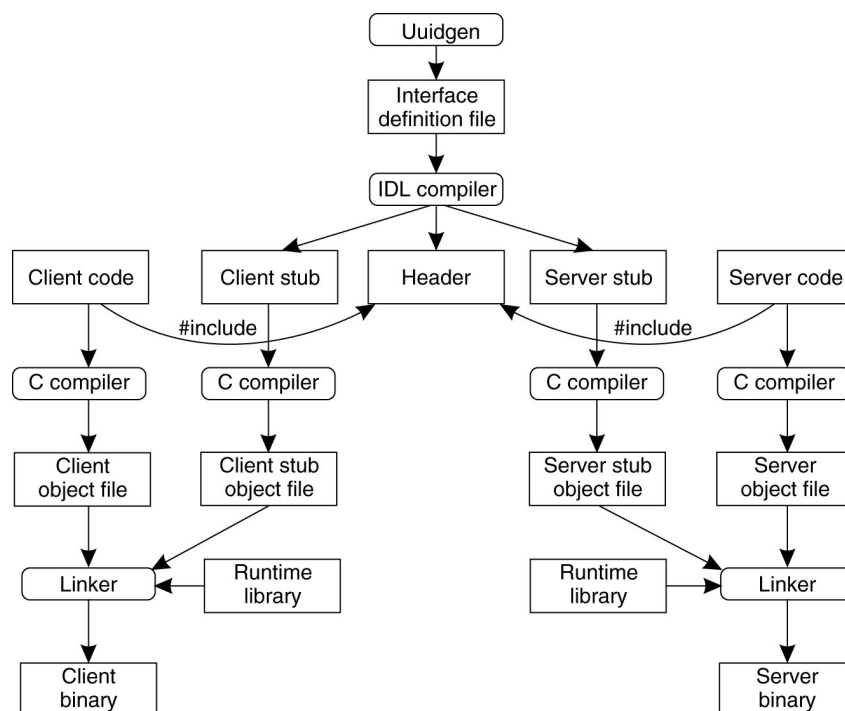 Uuidgen
Interface
definition file
IDL compiler
Client code
Client stub
Header
Server stub
Server code
#include
#include
C compiler
C compiler
C compiler
C compiler
Client
object file
Client stub
object file
Server stub
object file
Server
object file
Linker
Runtime
library
Runtime
library
Linker
Client
binary
Server
binary